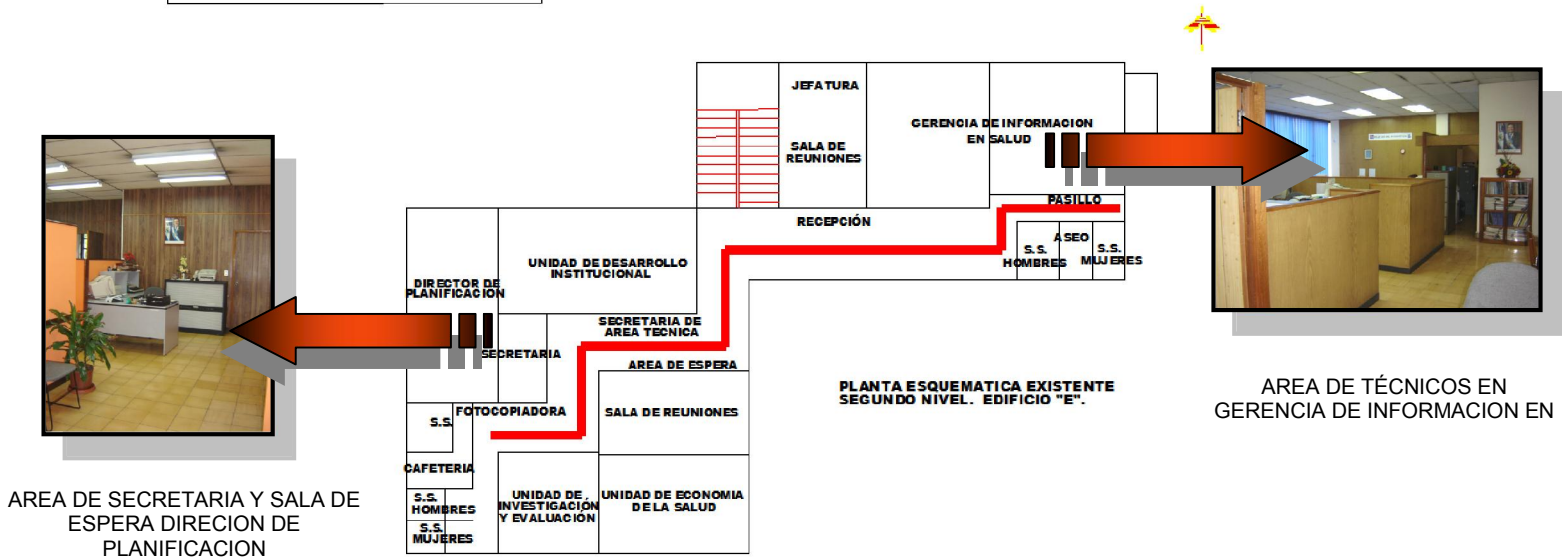 JEFATURA
SALA DE
REUNIONES
GERENCIA DE INFORMACION
EN SALUD
PASILLO
RECEPCIÓN
ASEO
S.S.
HOMBRES
S.S.
MUJERES
UNIDAD DE DESARROLLO
INSTITUCIONAL
DIRECTOR DE
PLANIFICACION
SECRETARIA DE
AREA TECNICA
SECRETARIA
AREA DE ESPERA
FOTOCOPIADORA
S.S.
SALA DE REUNIONES
CAFETERIA
S.S.
HOMBRES
S.S.
MUJERES
UNIDAD DE
INVESTIGACIÓN
Y EVALUACIÓN
UNIDAD DE ECONOMIA
DE LA SALUD
PLANTA ESQUEMATICA EXISTENTE
SEGUNDO NIVEL. EDIFICIO "E".
AREA DE TÉCNICOS EN
GERENCIA DE INFORMACION EN
AREA DE SECRETARIA Y SALA DE
ESPERA DIRECION DE
PLANIFICACION